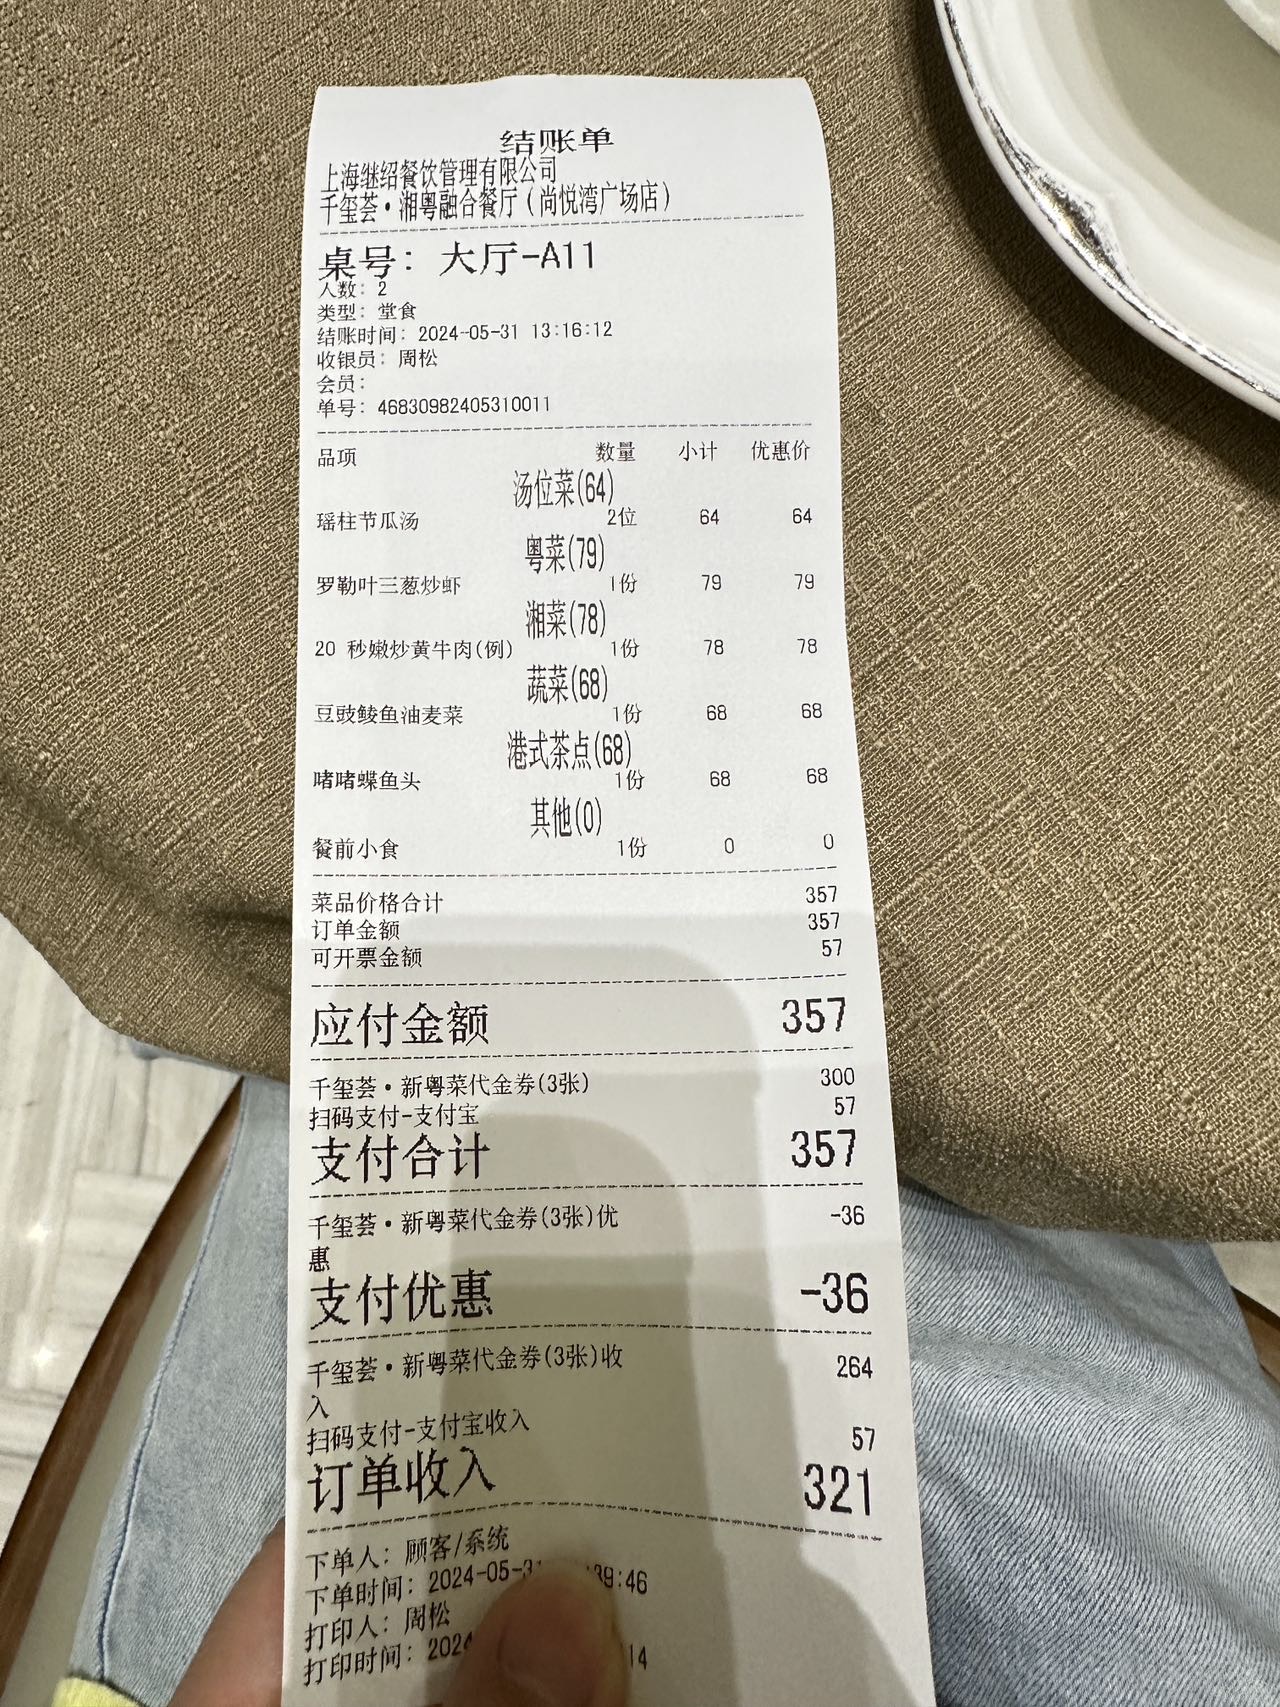 结账单
上海继绍餐饮管理有限公司
千玺荟·湘粤融合餐厅(尚悦湾广场店)
桌号: 大厅-A11
人数: 2
类型: 堂食
结账时间: 2024-05-31 13:16:12
收银员: 周松
会员:
单号: 46830982405310011
品项 数量 小计 优惠价
汤位菜(64)
瑶柱节瓜汤 2位 64 64
粤菜(79)
罗勒叶三葱炒虾 1份 79 79
湘菜(78)
20 秒嫩炒黄牛肉(例) 1份 78 78
蔬菜(68)
豆豉鲮鱼油麦菜 1份 68 68
港式茶点(68)
啫啫蝶鱼头 1份 68 68
其他(0)
餐前小食 1份 0 0
菜品价格合计 357
订单金额 357
可开票金额 57
应付金额 357
千玺荟·新粤菜代金券(3张) 300
扫码支付-支付宝 57
支付合计 357
千玺荟·新粤菜代金券(3张)优 -36
惠
支付优惠 -36
千玺荟·新粤菜代金券(3张)收 264
入
扫码支付-支付宝收入 57
订单收入 321
下单人: 顾客/系统
下单时间: 2024-05-3 39:46
打印人: 周松
打印时间: 2024 14